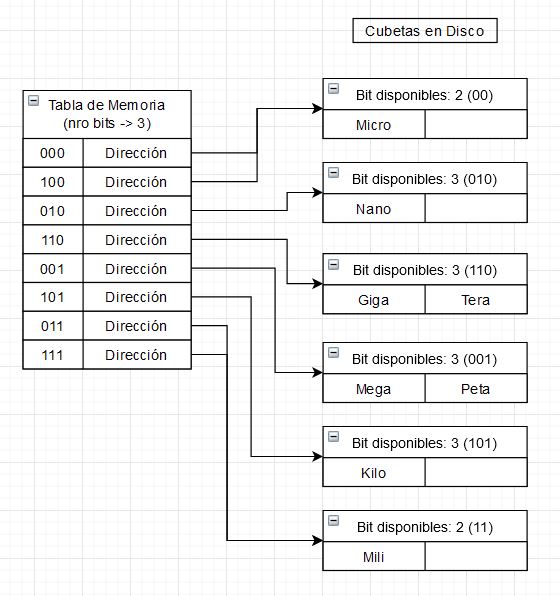 Cubetas en Disco
Tabla de Memoria
(nro bits -> 3)
000 Dirección
100 Dirección
010 Dirección
110 Dirección
001 Dirección
101 Dirección
011 Dirección
111 Dirección
Bit disponibles: 2 (00)
Micro
Bit disponibles: 3 (010)
Nano
Bit disponibles: 3 (110)
Giga Tera
Bit disponibles: 3 (001)
Mega Peta
Bit disponibles: 3 (101)
Kilo
Bit disponibles: 2 (11)
Mili